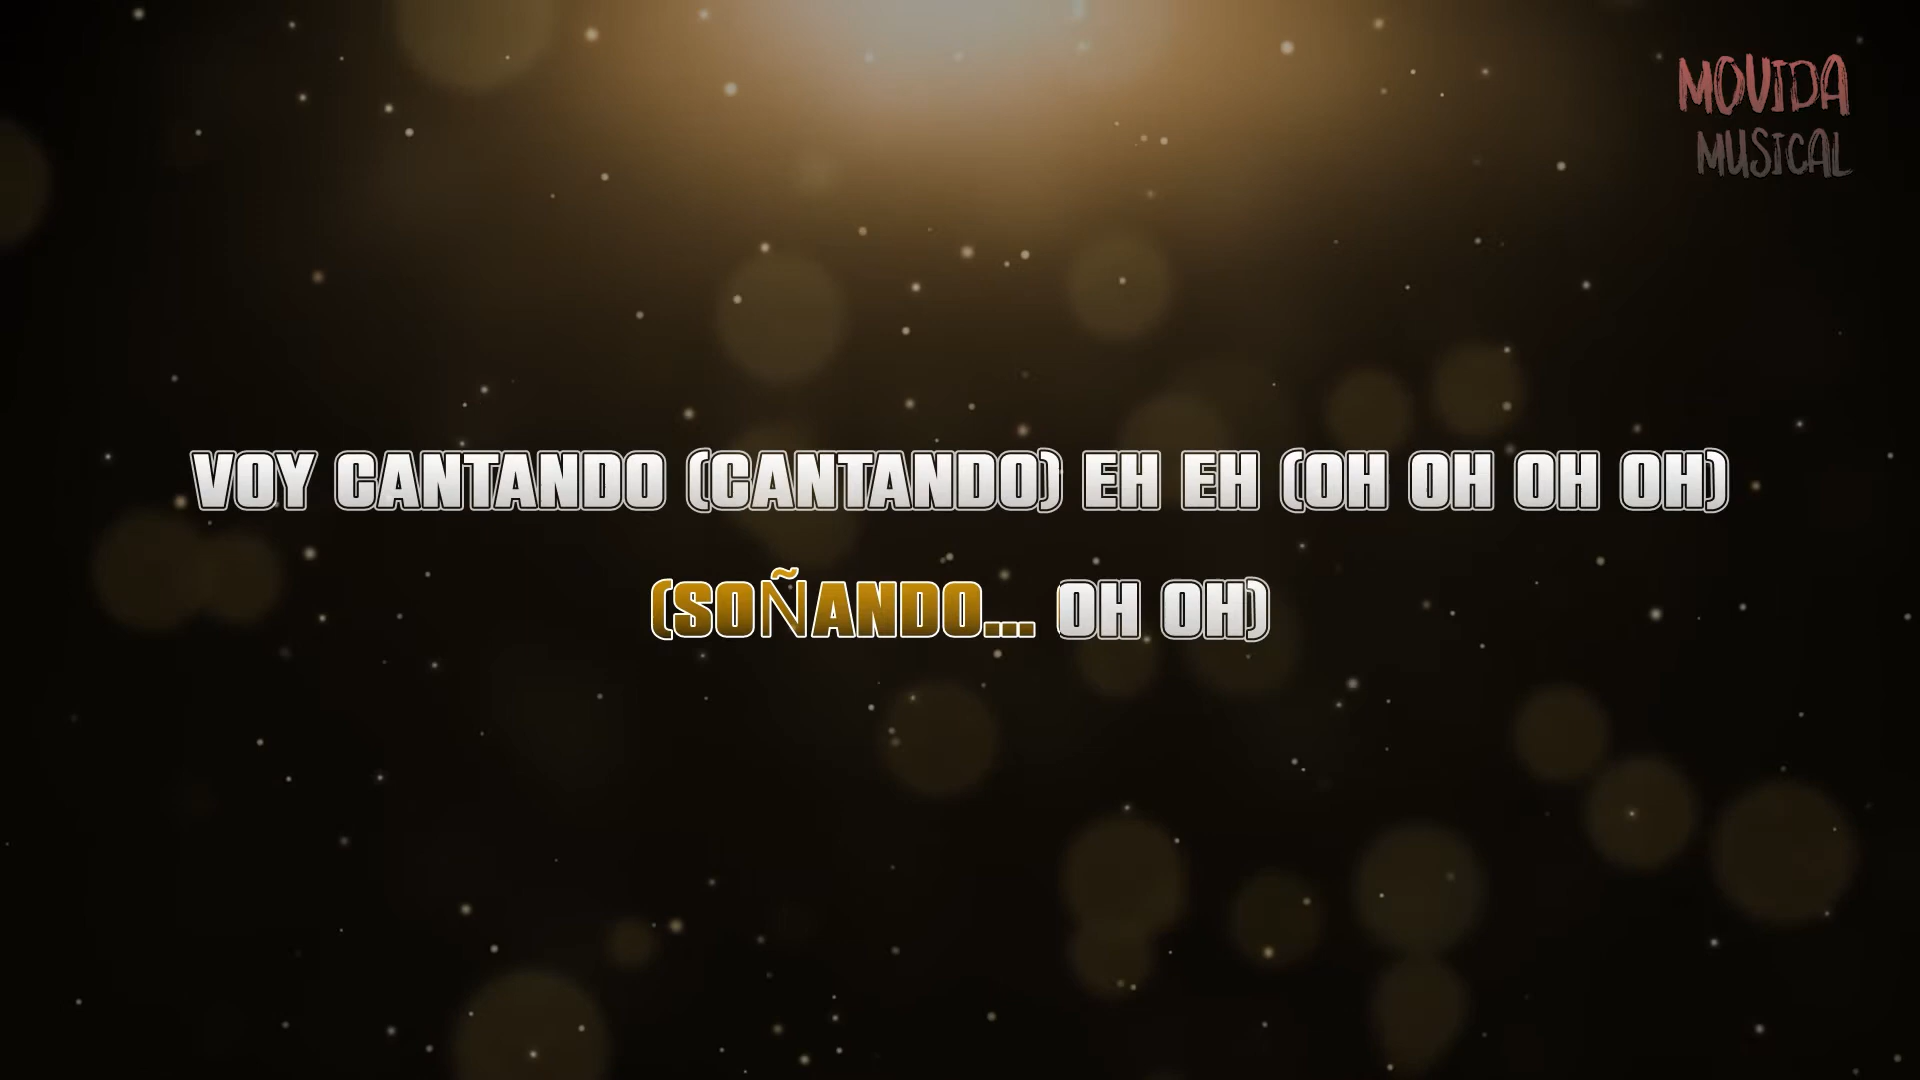 MOVIDA
MUSICAL
VOY CANTANDO (CANTANDO) EH EH (OH OH OH OH)
(SOÑANDO... OH OH)